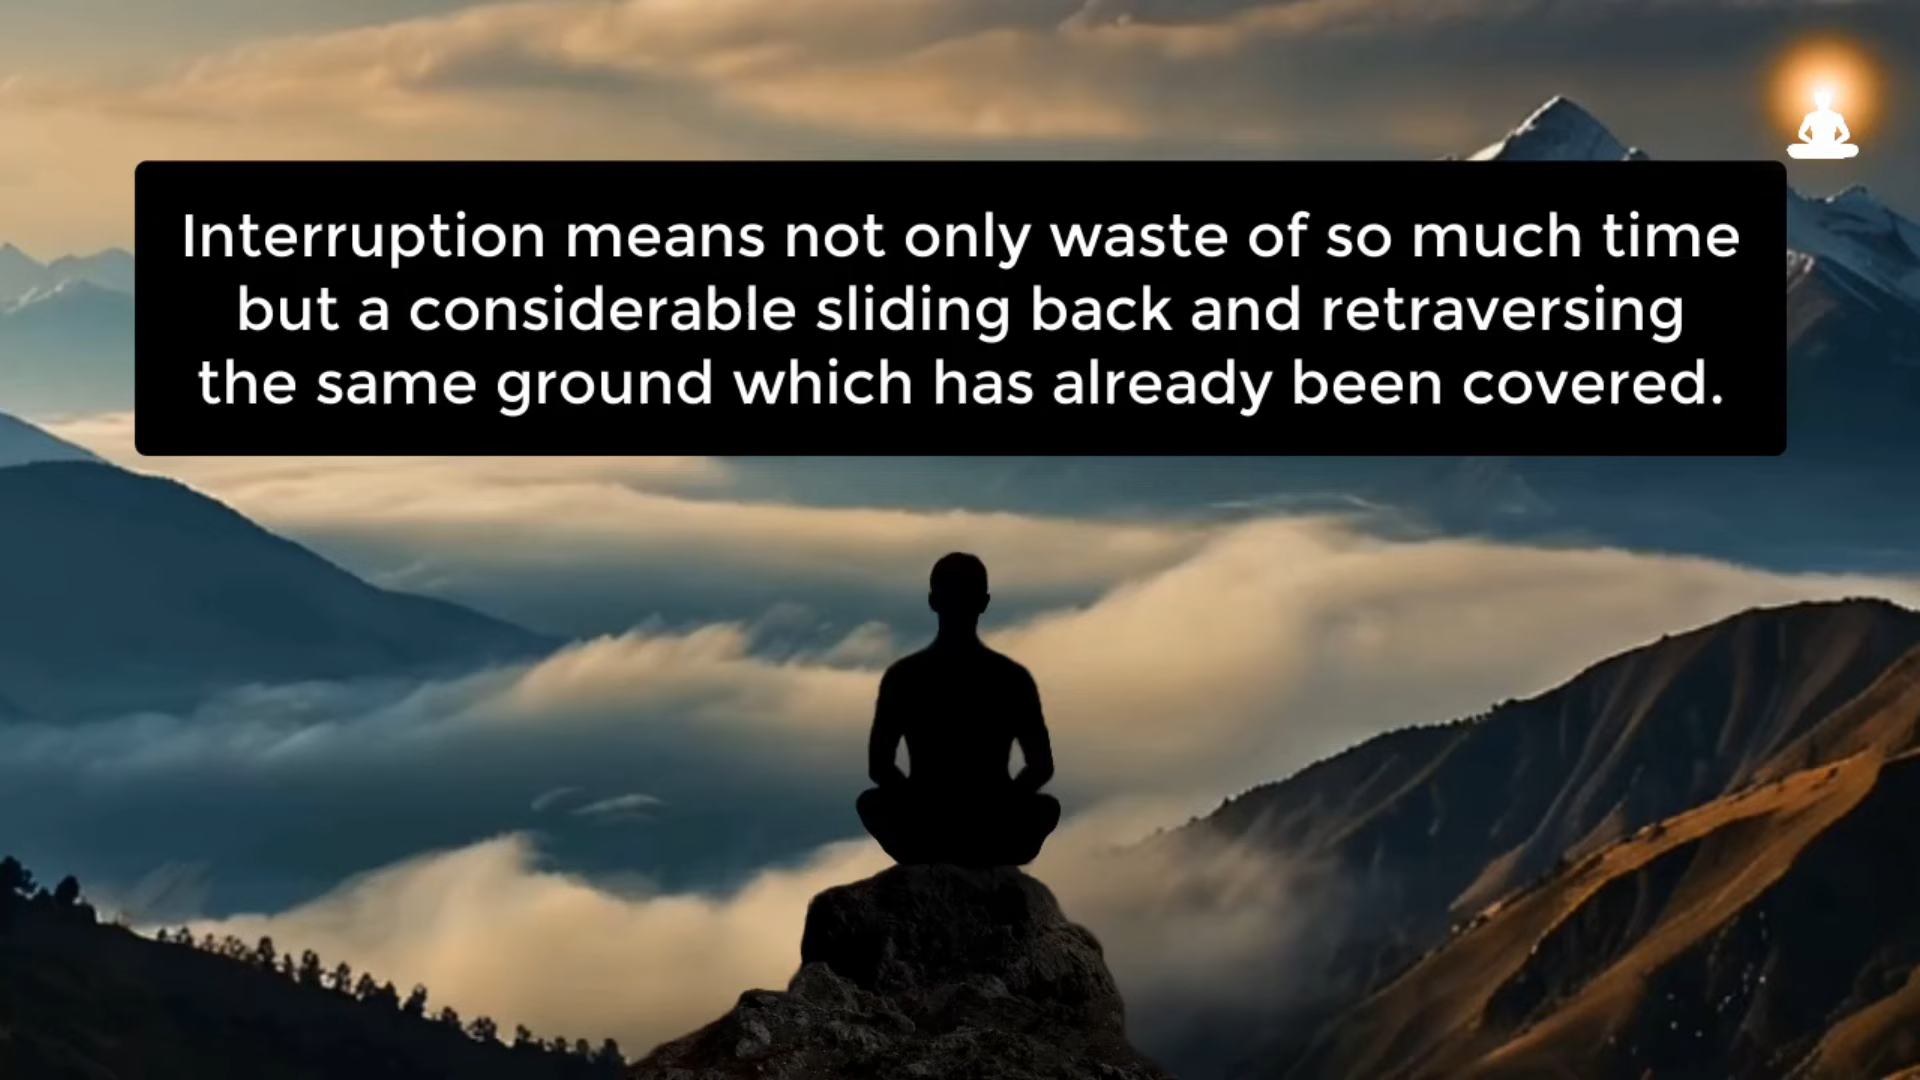 Interruption means not only waste of so much time
but a considerable sliding back and retraversing
the same ground which has already been covered.